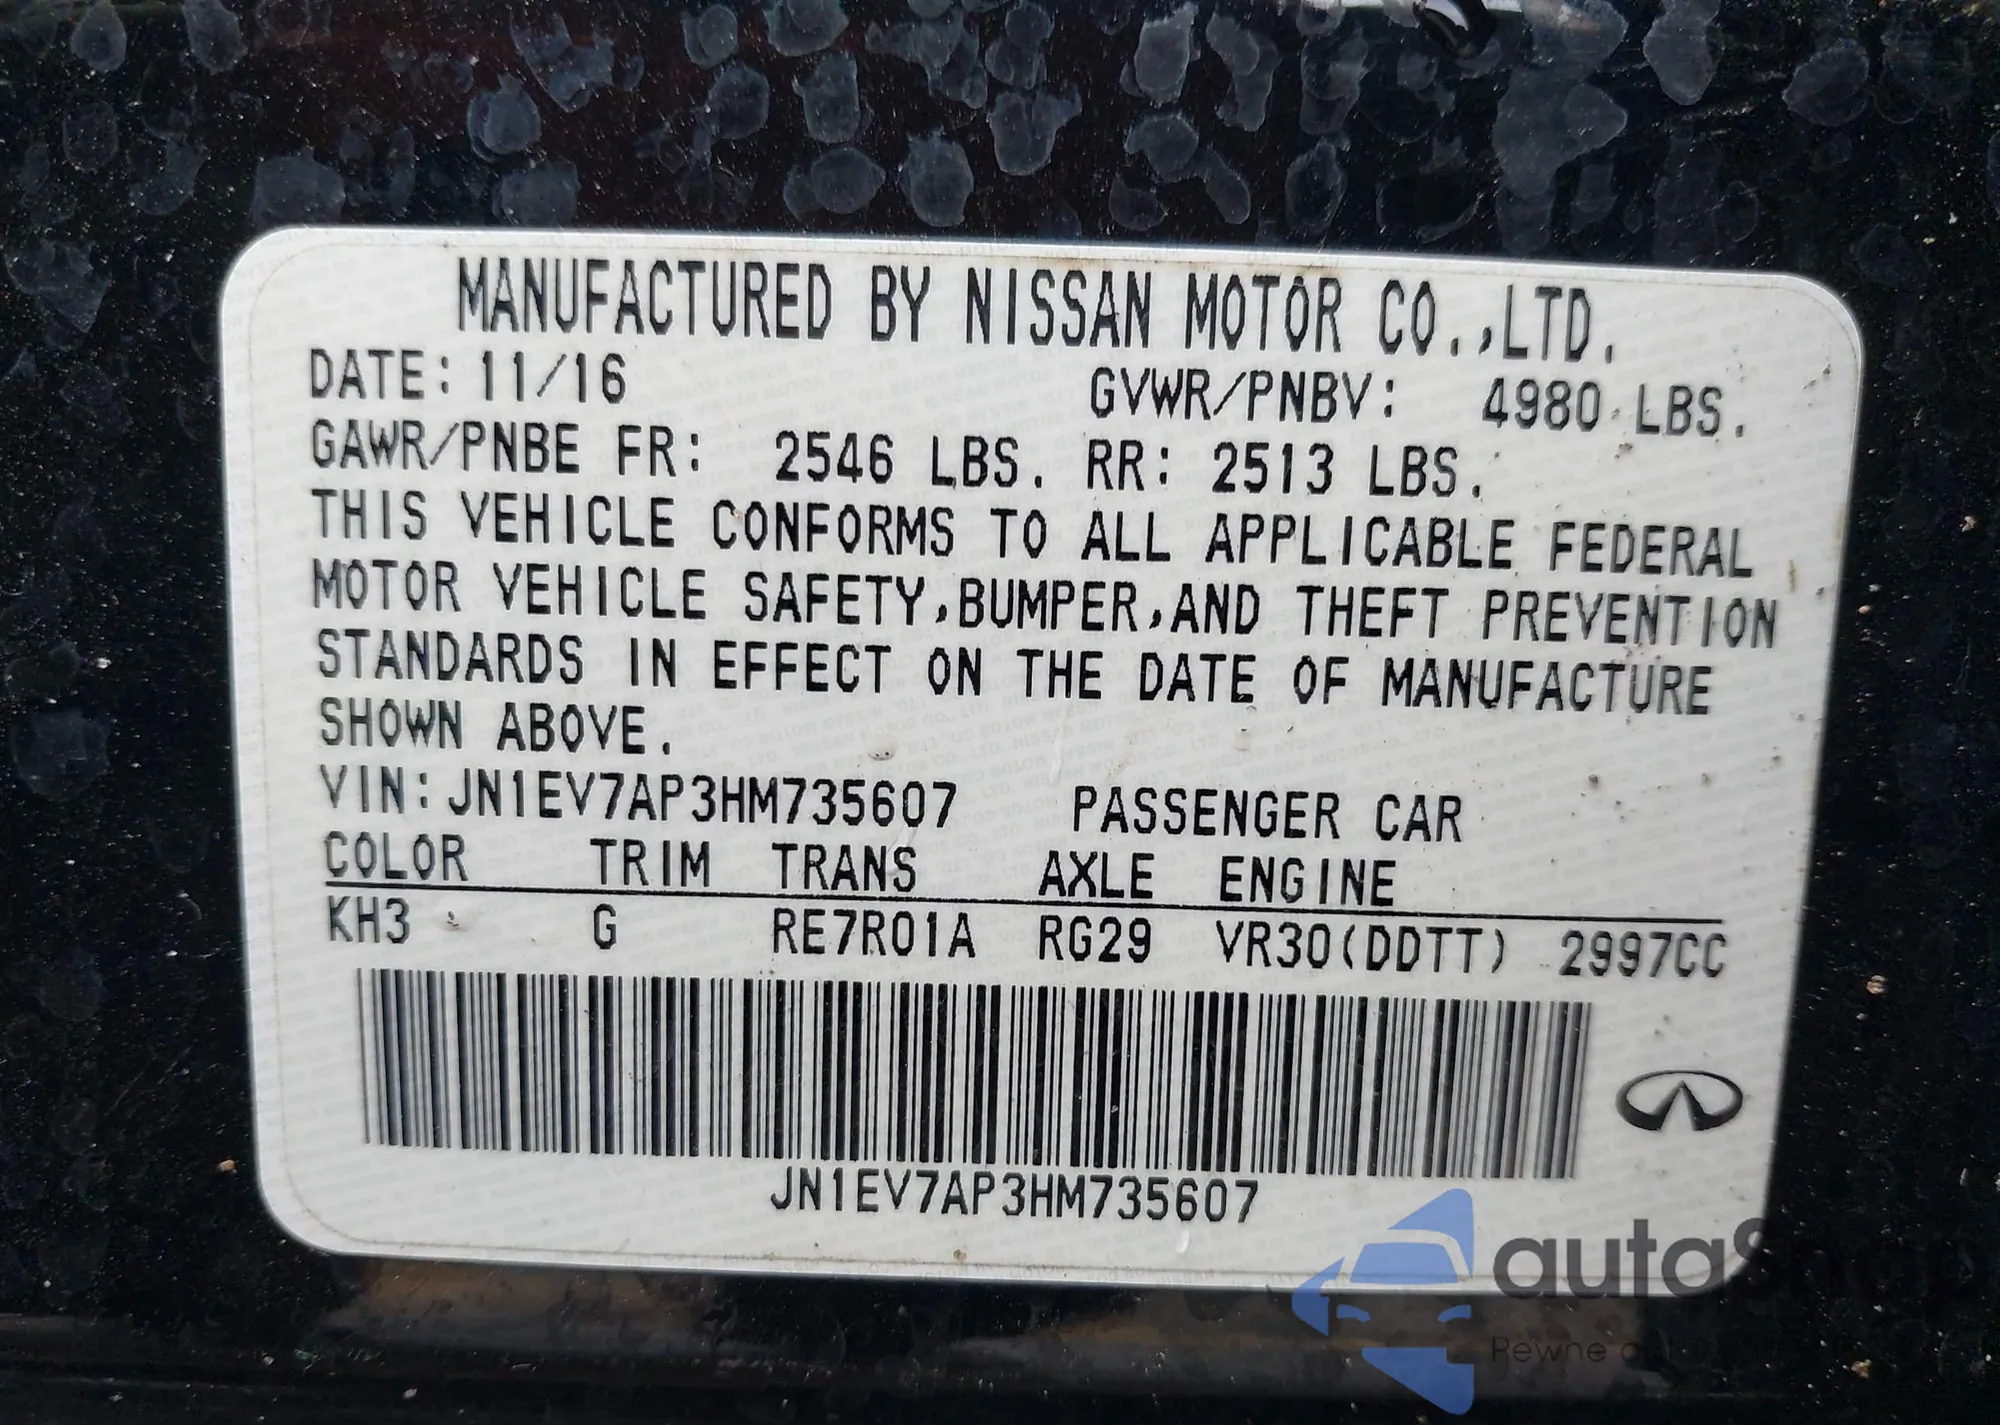 MANUFACTURED BY NISSAN MOTOR CO.,LTD.
DATE: 11/16 GVWR/PNBV: 4980 LBS.
GAWR/PNBE FR: 2546 LBS. RR: 2513 LBS.
THIS VEHICLE CONFORMS TO ALL APPLICABLE FEDERAL
MOTOR VEHICLE SAFETY,BUMPER,AND THEFT PREVENTION
STANDARDS IN EFFECT ON THE DATE OF MANUFACTURE
SHOWN ABOVE.
VIN:JN1EV7AP3HM735607 PASSENGER CAR
COLOR TRIM TRANS AXLE ENGINE
KH3 G RE7R01A RG29 VR30(DDTT) 2997CC
JN1EV7AP3HM735607
autaSnap
Pewne